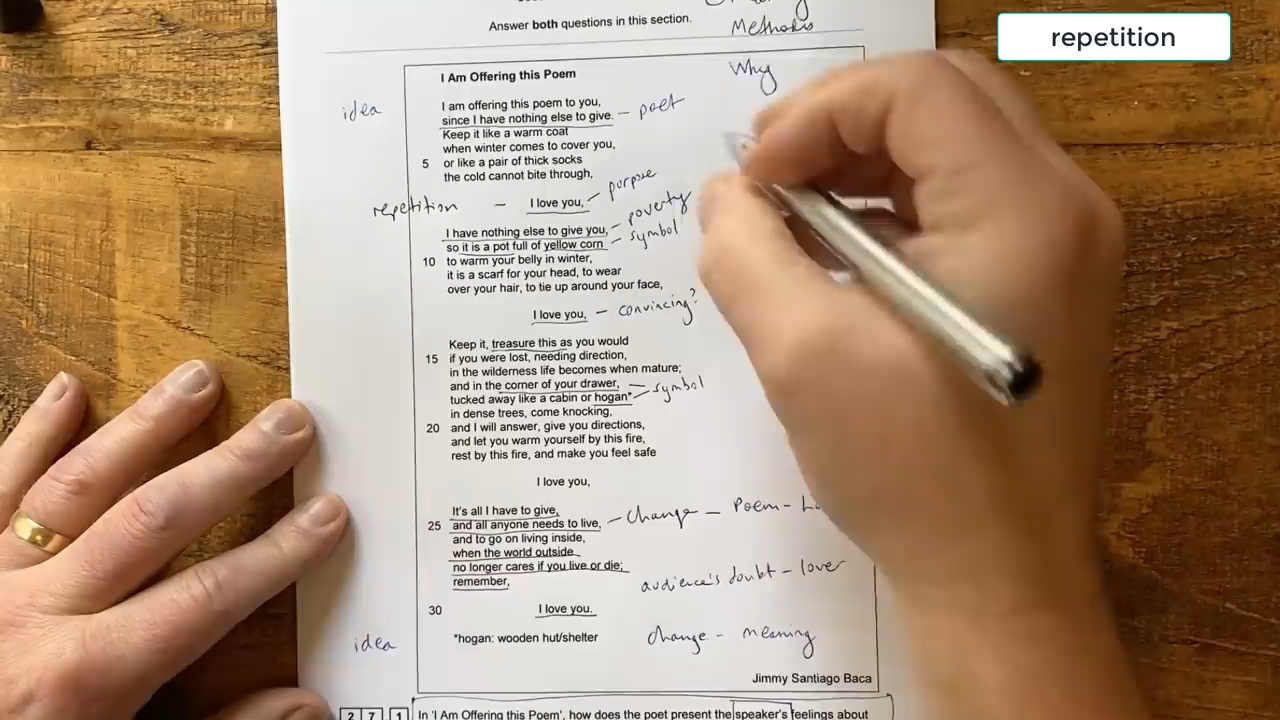 repetition
Answer both questions in this section.
Methods
I Am Offering this Poem
Why
idea
I am offering this poem to you,
since I have nothing else to give. – poet
Keep it like a warm coat
when winter comes to cover you,
5 or like a pair of thick socks
the cold cannot bite through,
repetition – I love you, – purpose
I have nothing else to give you, – poverty
so it is a pot full of yellow corn – symbol
10 to warm your belly in winter,
it is a scarf for your head, to wear
over your hair, to tie up around your face,
I love you, – convincing?
Keep it, treasure this as you would
15 if you were lost, needing direction,
in the wilderness life becomes when mature;
and in the corner of your drawer,
tucked away like a cabin or hogan* – symbol
in dense trees, come knocking,
20 and I will answer, give you directions,
and let you warm yourself by this fire,
rest by this fire, and make you feel safe
I love you,
It's all I have to give,
25 and all anyone needs to live, – change – Poem –
and to go on living inside,
when the world outside
no longer cares if you live or die;
remember,
audience's doubt – lover
30 I love you.
*hogan: wooden hut/shelter
change – meaning
idea
Jimmy Santiago Baca
2 7 1 In 'I Am Offering this Poem', how does the poet present the speaker's feelings about